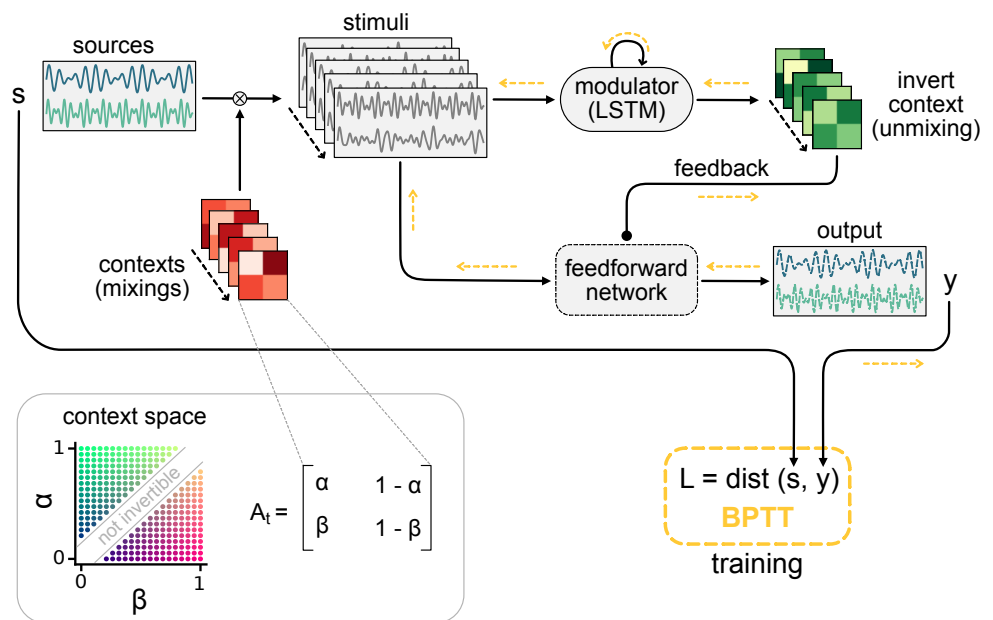 stimuli
sources
s
modulator
(LSTM)
invert
context
(unmixing)
feedback
contexts
(mixings)
feedforward
network
output
y
context space
1
α
0
not invertible
0
1
β
A_t = [ α 1 - α
β 1 - β ]
L = dist (s, y)
BPTT
training